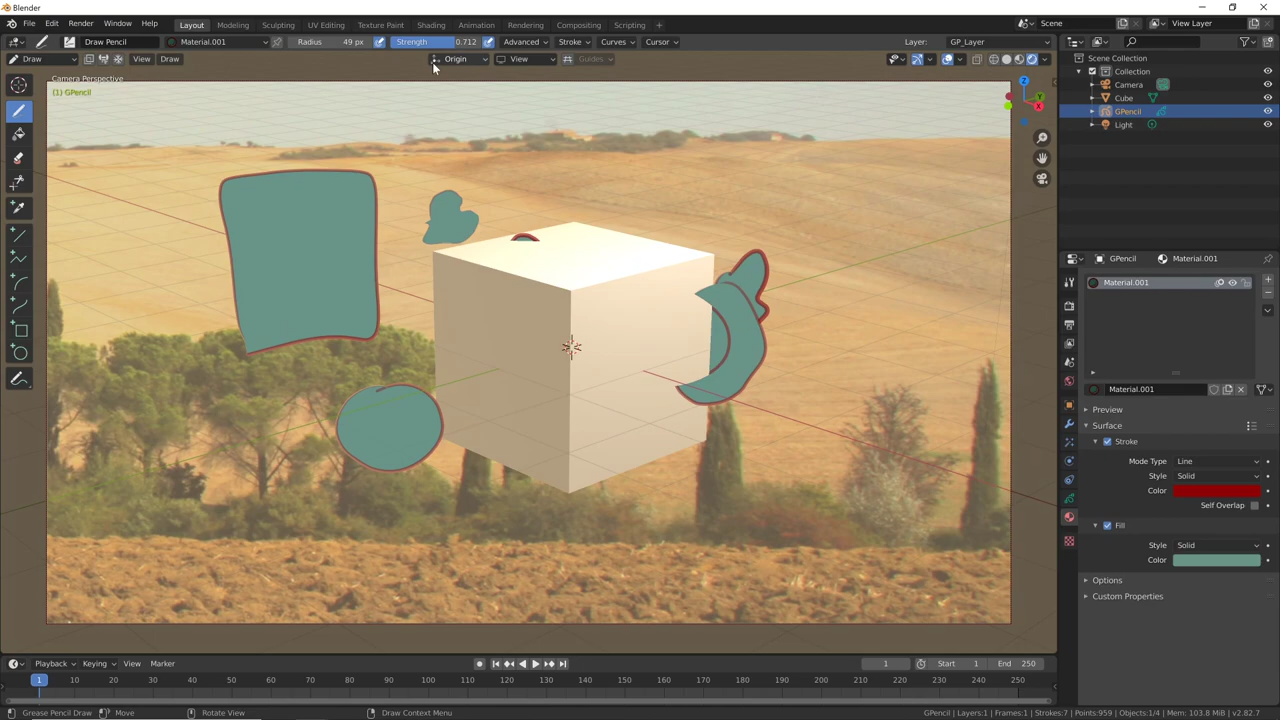 Blender
File Edit Render Window Help Layout Modeling Sculpting UV Editing Texture Paint Shading Animation Rendering Compositing Scripting + Scene View Layer
Draw Pencil Material.001 Radius 49 px Strength 0.712 Advanced Stroke Curves Cursor Layer: GP_Layer
Draw View Draw Origin View Guides
Camera Perspective
(1) GPencil
Z
Y
X
Scene Collection
Collection
Camera
Cube
GPencil
Light
GPencil Material.001
Material.001
Material.001
Preview
Surface
Stroke
Mode Type Line
Style Solid
Color
Self Overlap
Fill
Style Solid
Color
Options
Custom Properties
Playback Keying View Marker 1 Start 1 End 250
1 10 20 30 40 50 60 70 80 90 100 110 120 130 140 150 160 170 180 190 200 210 220 230 240 250
Grease Pencil Draw Move Rotate View Draw Context Menu GPencil | Layers:1 | Frames:1 | Strokes:7 | Points:959 | Objects:1/4 | Mem: 103.8 MiB | v2.82.7